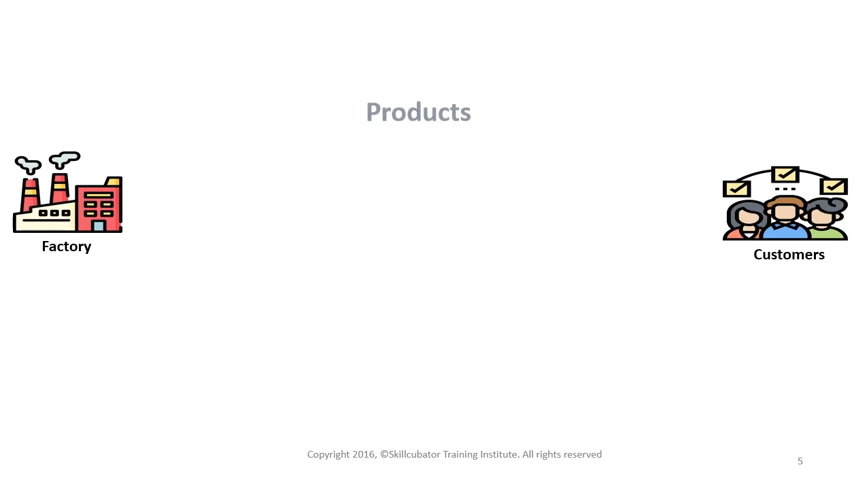 Products
Factory
Customers
Copyright 2016, ©Skillcubator Training Institute. All rights reserved
5